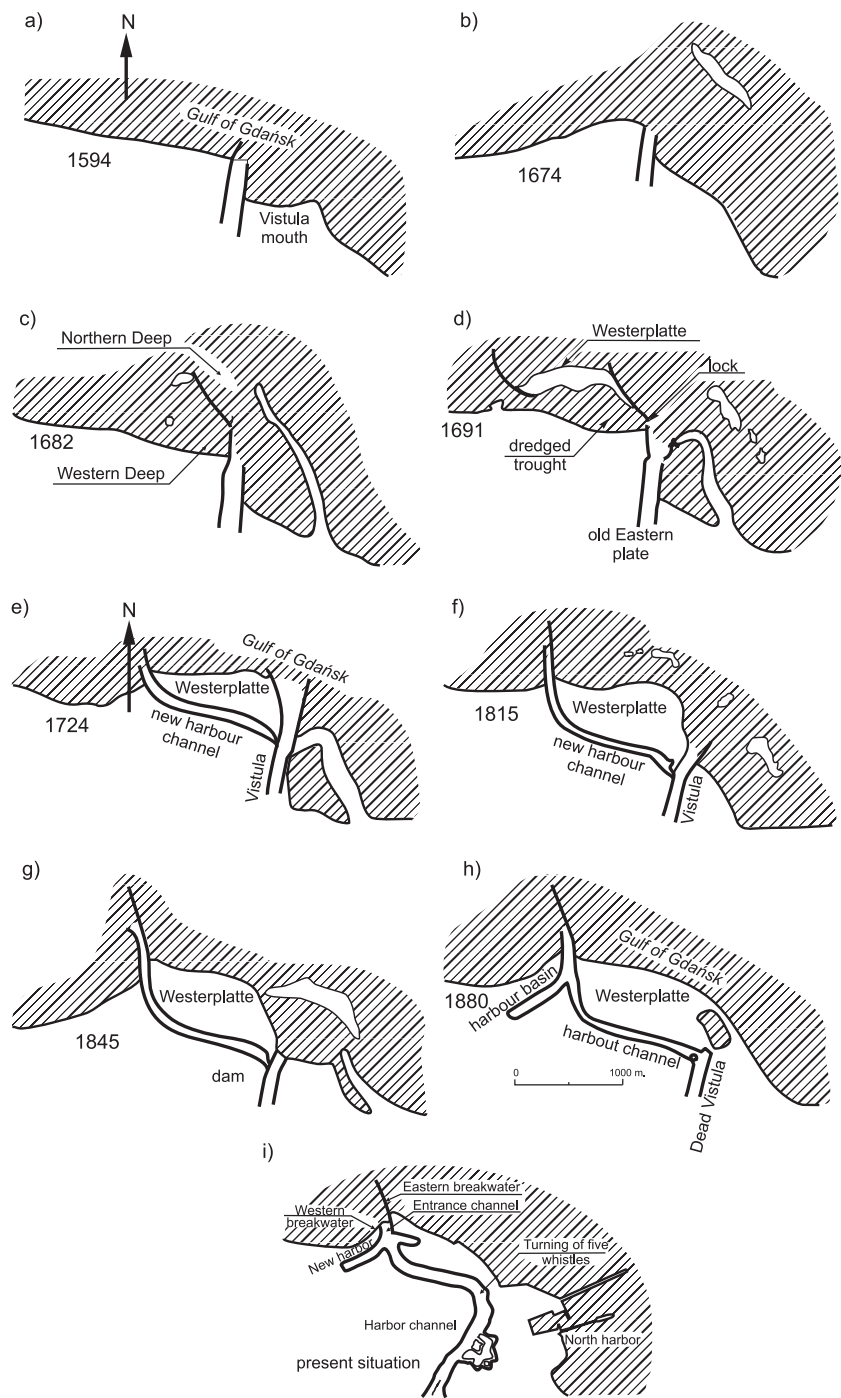 a)
N
Gulf of Gdańsk
1594
Vistula
mouth
b)
1674
c)
Northern Deep
1682
Western Deep
d)
Westerplatte
lock
1691
dredged
trought
old Eastern
plate
e)
N
Gulf of Gdańsk
Westerplatte
1724
new harbour
channel
Vistula
f)
Westerplatte
1815
new harbour
channel
Vistula
g)
Westerplatte
1845
dam
h)
Gulf of Gdańsk
1880
harbour basin
Westerplatte
harbout channel
0
1000 m.
Dead Vistula
i)
Eastern breakwater
Western
breakwater
Entrance channel
New harbor
Turning of five
whistles
Harbor channel
North harbor
present situation